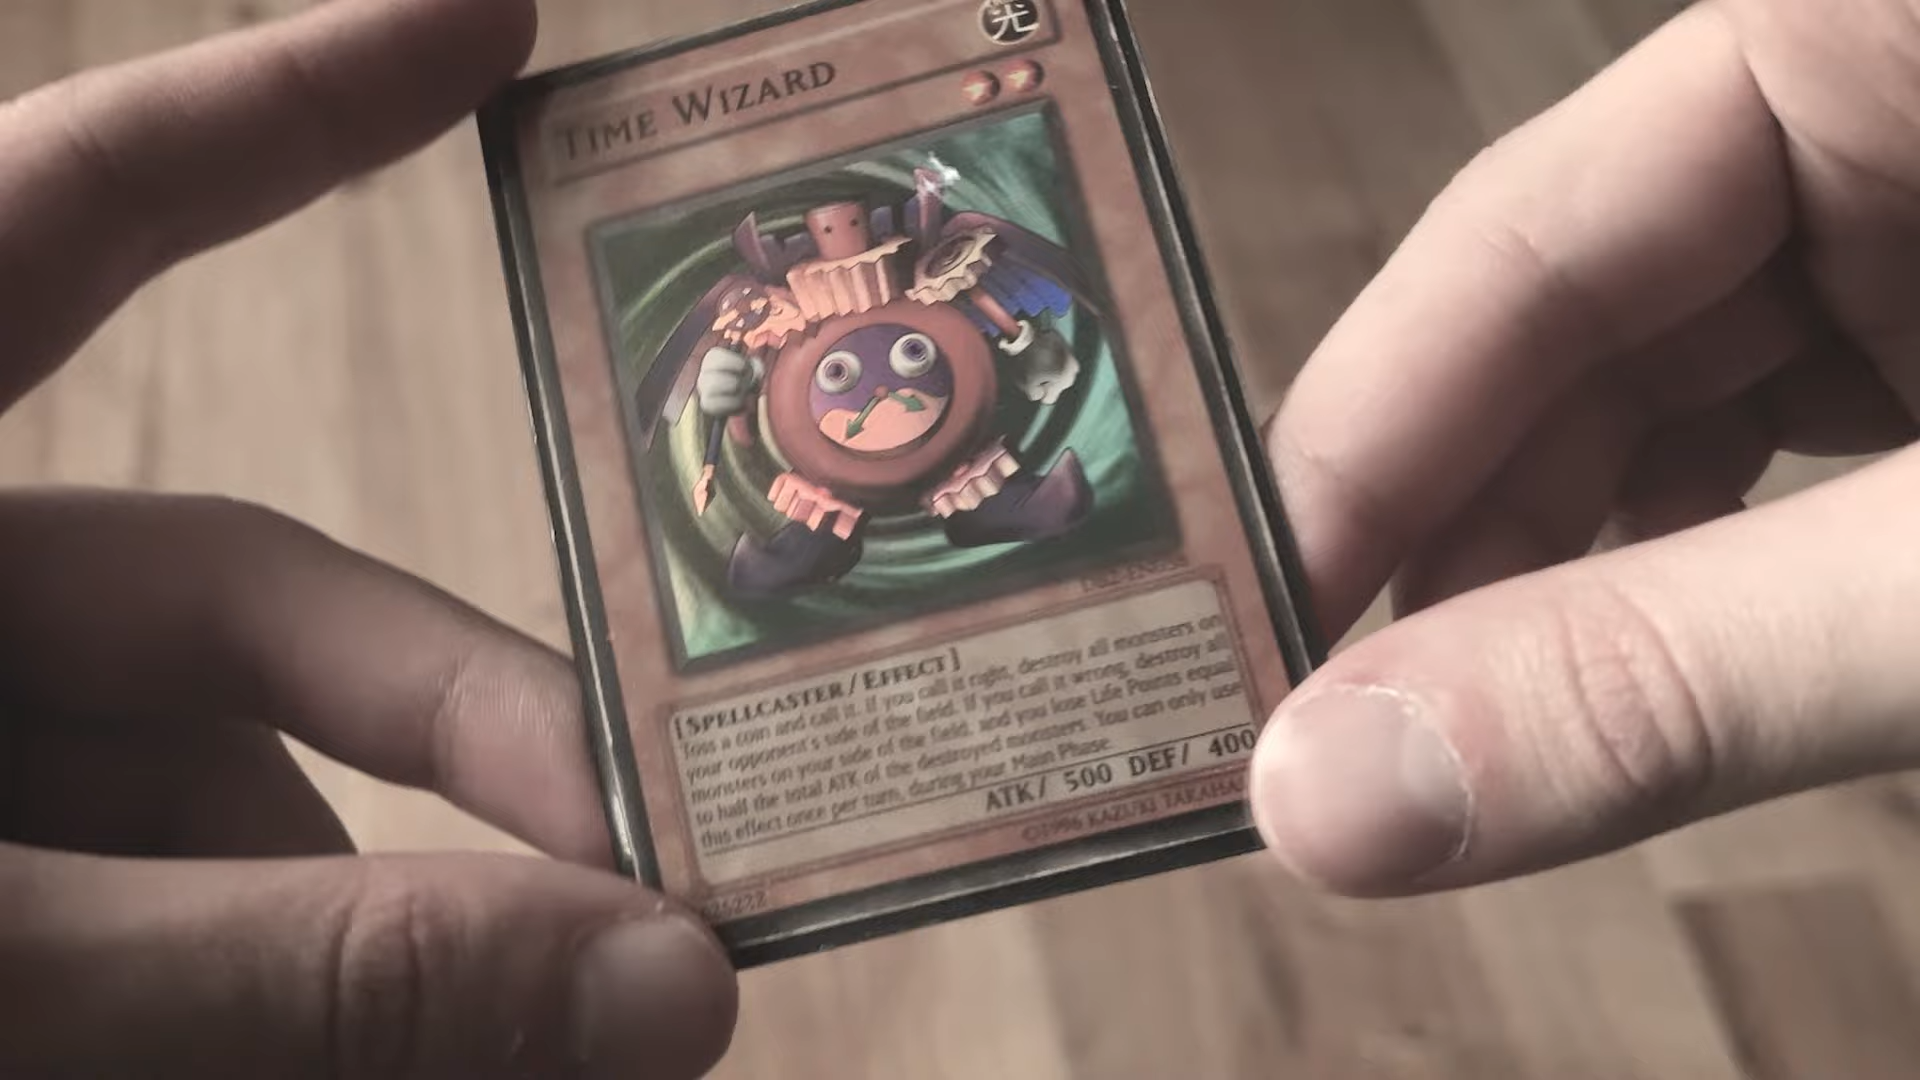 TIME WIZARD
光
[SPELLCASTER/EFFECT]
Toss a coin and call it. If you call it right, destroy all monsters on
your opponent's side of the field. If you call it wrong, destroy all
monsters on your side of the field, and you lose Life Points equal
to half the total ATK of the destroyed monsters. You can only use
this effect once per turn, during your Main Phase.
ATK/ 500 DEF/ 400
©1996 KAZUKI